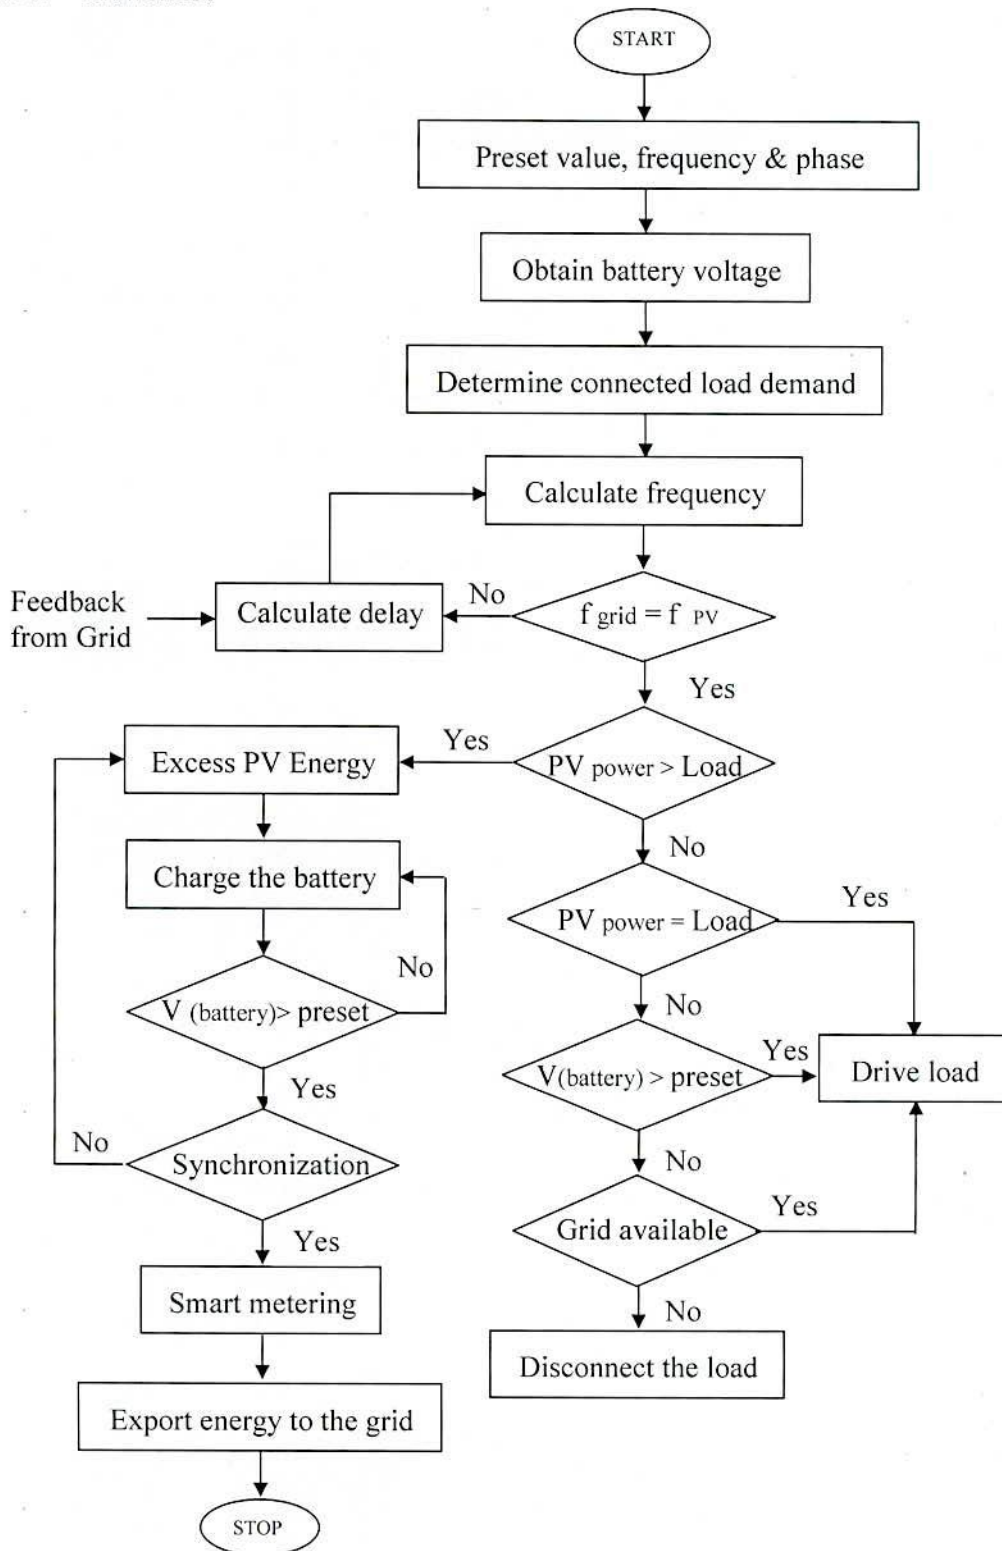 START
Preset value, frequency & phase
Obtain battery voltage
Determine connected load demand
Calculate frequency
Feedback
from Grid
Calculate delay
No
f grid = f PV
Yes
Excess PV Energy
Yes
PV power > Load
No
Charge the battery
PV power = Load
Yes
No
V (battery)> preset
No
Yes
V(battery) > preset
Yes
Drive load
No
Synchronization
No
Grid available
Yes
Yes
Smart metering
No
Disconnect the load
Export energy to the grid
STOP